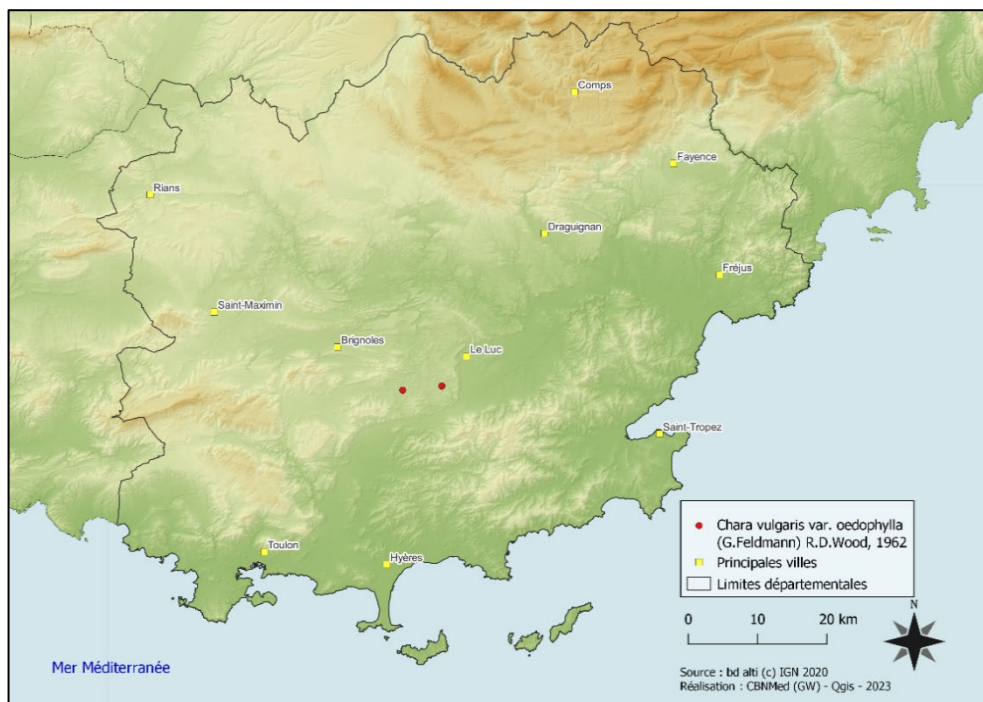 Comps
Fayence
Rians
Draguignan
Fréjus
Saint-Maximin
Brignoles
Le Luc
Saint-Tropez
Toulon
Hyères
Mer Méditerranée
Chara vulgaris var. oedophylla
(G.Feldmann) R.D.Wood, 1962
Principales villes
Limites départementales
0 10 20 km
N
Source : bd alti (c) IGN 2020
Réalisation : CBNMed (GW) - Qgis - 2023